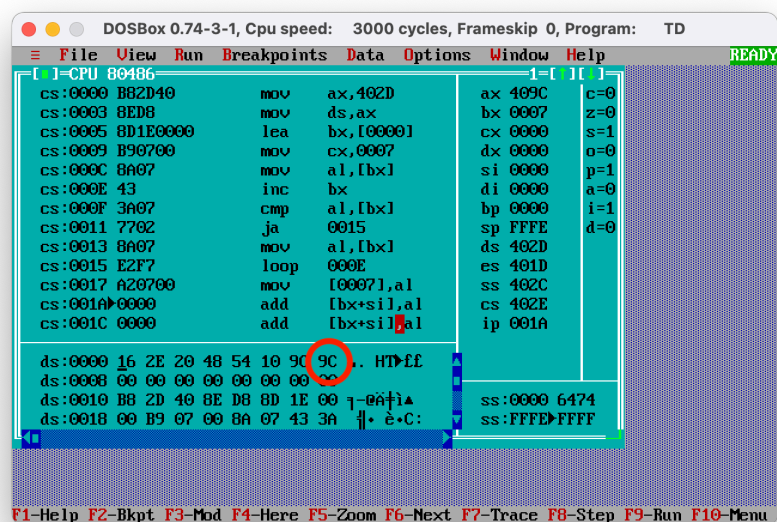 DOSBox 0.74-3-1, Cpu speed: 3000 cycles, Frameskip 0, Program: TD
≡ File View Run Breakpoints Data Options Window Help READY
[■]=CPU 80486 1=[↑][↓]
cs:0000 B82D40 mov ax,402D ax 409C c=0
cs:0003 8ED8 mov ds,ax bx 0007 z=0
cs:0005 8D1E0000 lea bx,[0000] cx 0000 s=1
cs:0009 B90700 mov cx,0007 dx 0000 o=0
cs:000C 8A07 mov al,[bx] si 0000 p=1
cs:000E 43 inc bx di 0000 a=0
cs:000F 3A07 cmp al,[bx] bp 0000 i=1
cs:0011 7702 ja 0015 sp FFFE d=0
cs:0013 8A07 mov al,[bx] ds 402D
cs:0015 E2F7 loop 000E es 401D
cs:0017 A20700 mov [0007],al ss 402C
cs:001A►0000 add [bx+si],al cs 402E
cs:001C 0000 add [bx+si],al ip 001A
ds:0000 16 2E 20 48 54 10 9C 9C . HT►££
ds:0008 00 00 00 00 00 00 00 00
ds:0010 B8 2D 40 8E D8 8D 1E 00 ╕-@Ä╪ì▲
ds:0018 00 B9 07 00 8A 07 43 3A ╣• è•C:
ss:0000 6474
ss:FFFE►FFFF
F1-Help F2-Bkpt F3-Mod F4-Here F5-Zoom F6-Next F7-Trace F8-Step F9-Run F10-Menu